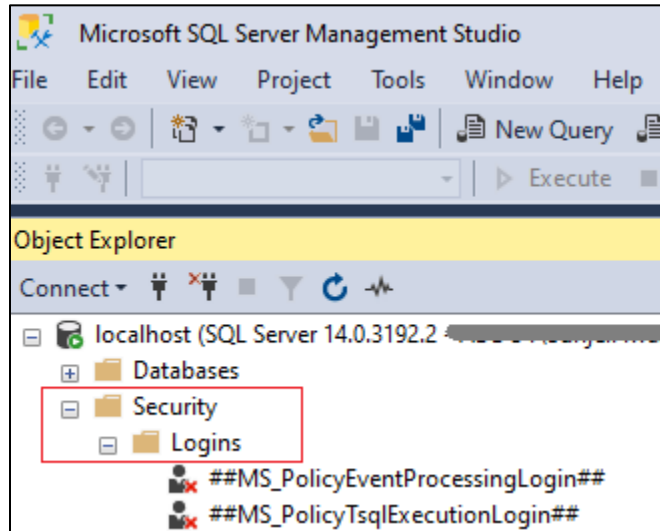 Microsoft SQL Server Management Studio
File Edit View Project Tools Window Help
New Query
Execute
Object Explorer
Connect
localhost (SQL Server 14.0.3192.2
Databases
Security
Logins
##MS_PolicyEventProcessingLogin##
##MS_PolicyTsqlExecutionLogin##